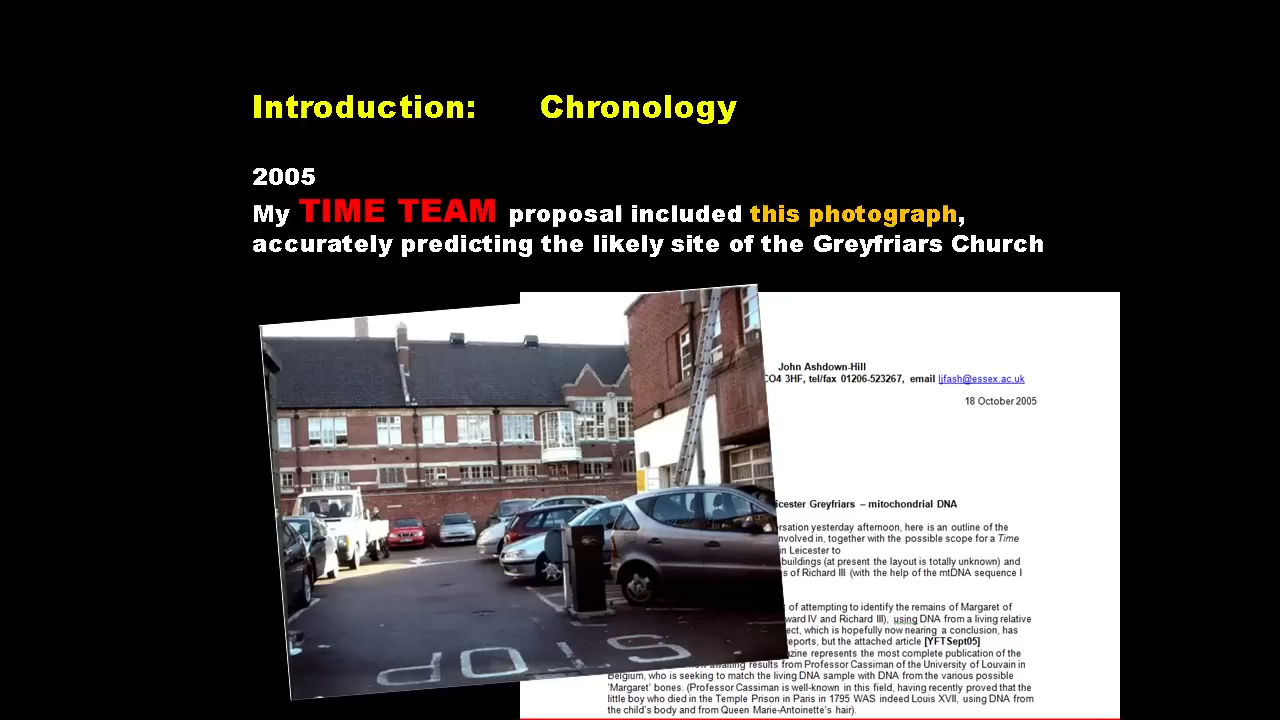 Introduction: Chronology
2005
My TIME TEAM proposal included this photograph,
accurately predicting the likely site of the Greyfriars Church
John Ashdown-Hill
CO4 3HF, tel/fax 01206-523267, email ljfash@essex.ac.uk
18 October 2005
Greyfriars – mitochondrial DNA
yesterday afternoon, here is an outline of the
involved in, together with the possible scope for a Time
in Leicester to
buildings (at present the layout is totally unknown) and
of Richard III (with the help of the mtDNA sequence I
of attempting to identify the remains of Margaret of
IV and Richard III), using DNA from a living relative
which is hopefully now nearing a conclusion, has
reports, but the attached article [YFTSept05]
represents the most complete publication of the
awaiting results from Professor Cassiman of the University of Louvain in
Belgium, who is seeking to match the living DNA sample with DNA from the various possible
'Margaret' bones. (Professor Cassiman is well-known in this field, having recently proved that the
little boy who died in the Temple Prison in Paris in 1795 WAS indeed Louis XVII, using DNA from
the child's body and from Queen Marie-Antoinette's hair).
STOP